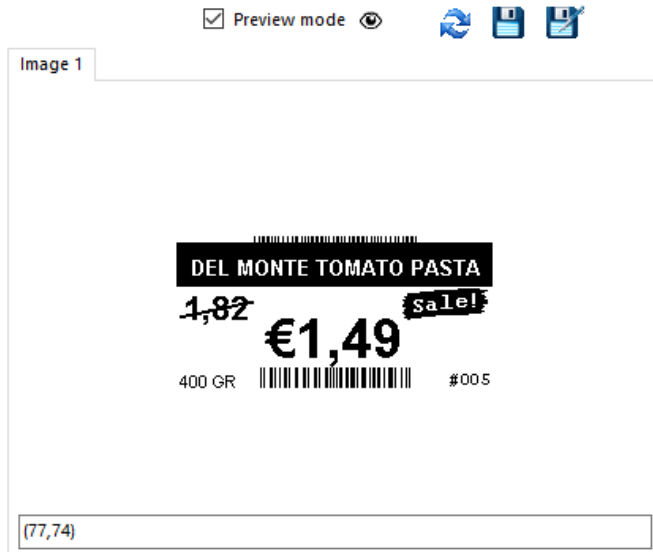 Preview mode
Image 1
DEL MONTE TOMATO PASTA
1,82
Sale!
€1,49
400 GR
#005
(77,74)